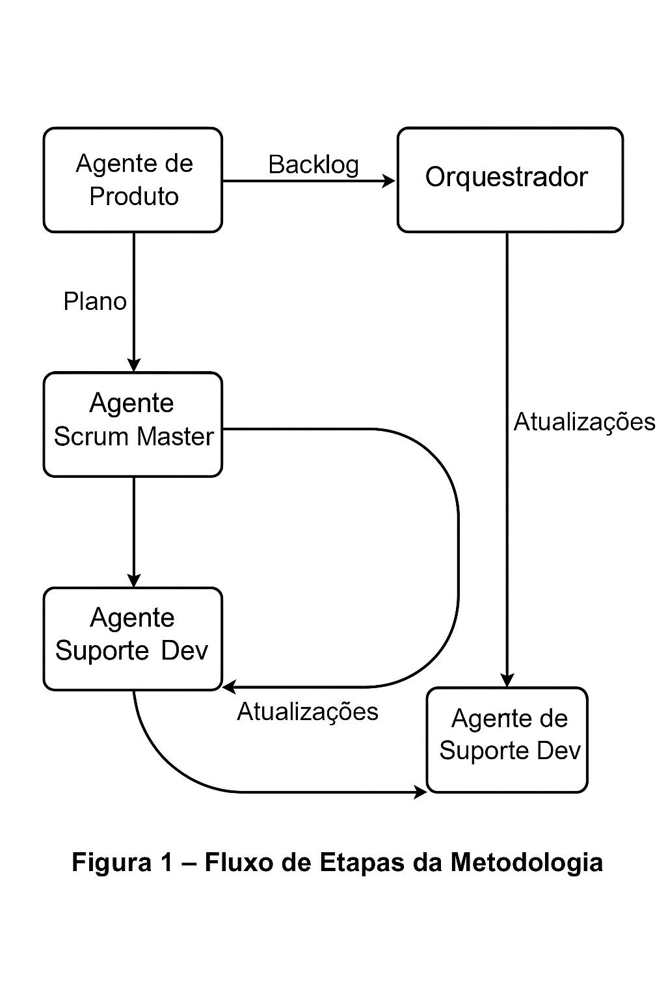 Agente de
Produto
Backlog
Orquestrador
Plano
Agente
Scrum Master
Atualizações
Agente
Suporte Dev
Atualizações
Agente de
Suporte Dev
Figura 1 – Fluxo de Etapas da Metodologia